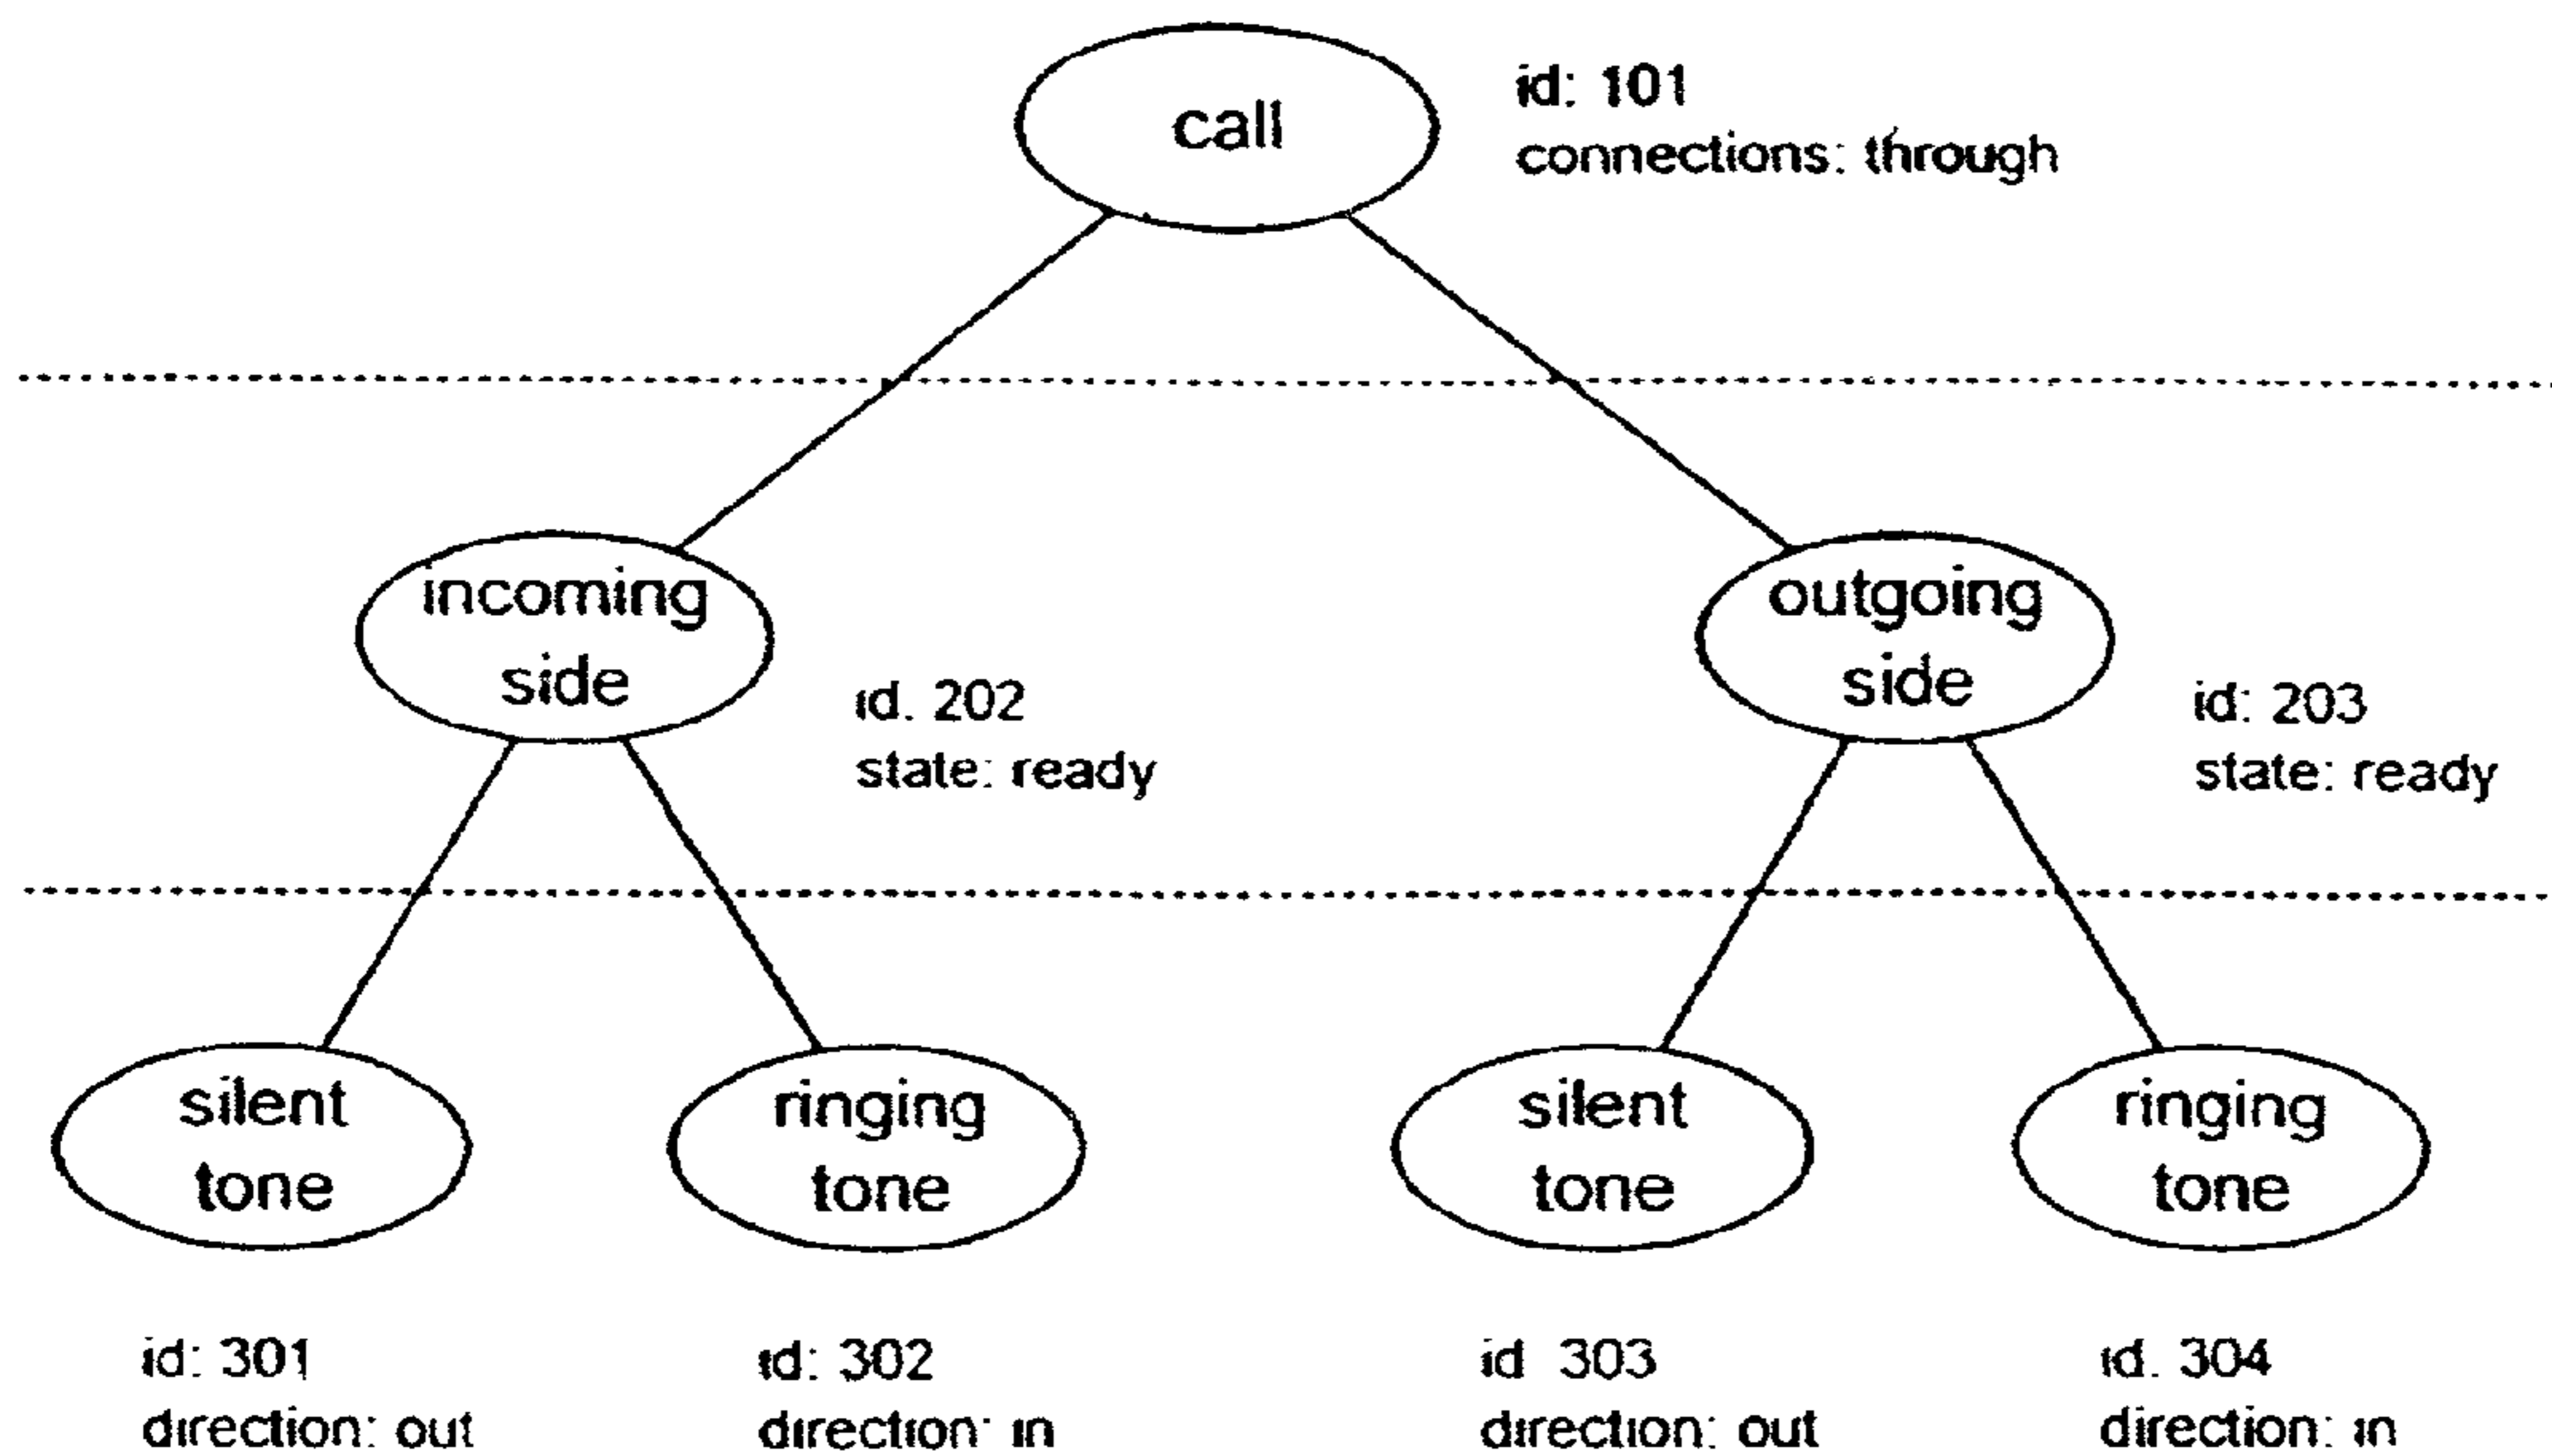 call
id: 101
connections: through
incoming
side
id. 202
state: ready
outgoing
side
id: 203
state: ready
silent
tone
ringing
tone
silent
tone
ringing
tone
id: 301
direction: out
id: 302
direction: in
id 303
direction: out
id. 304
direction: in